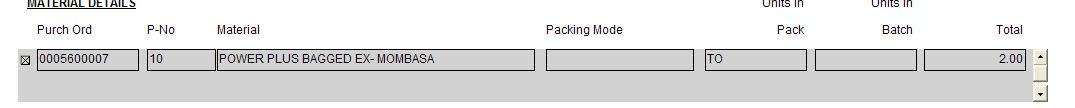 MATERIAL DETAILS Units in Units in
Purch Ord P-No Material Packing Mode Pack Batch Total
0005600007 10 POWER PLUS BAGGED EX- MOMBASA TO 2.00